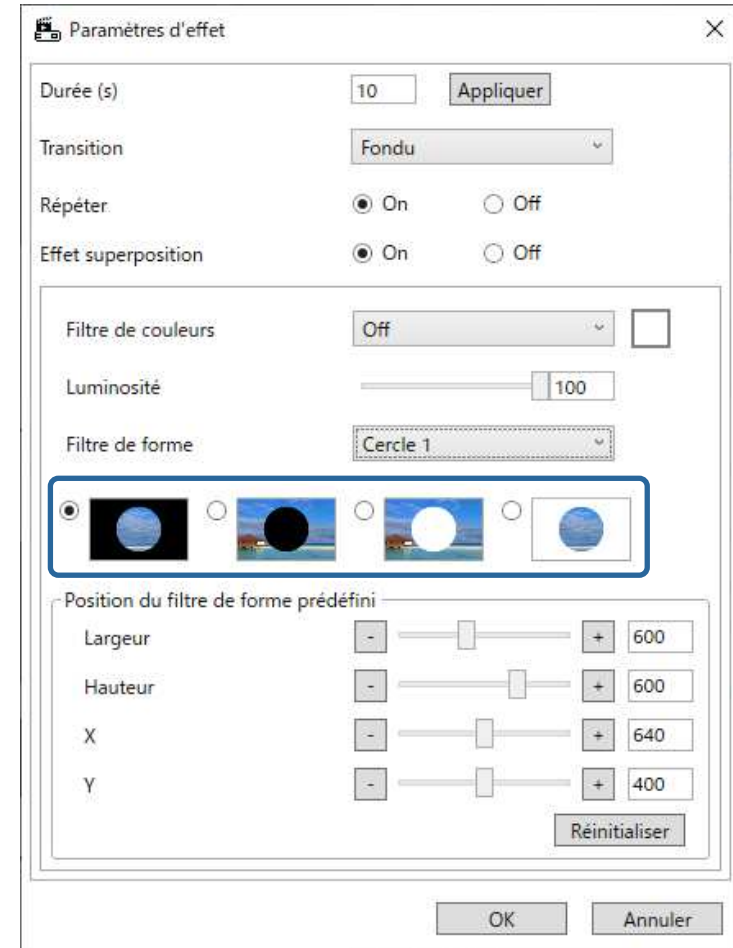 Paramètres d'effet
Durée (s) 10 Appliquer
Transition Fondu
Répéter On Off
Effet superposition On Off
Filtre de couleurs Off
Luminosité 100
Filtre de forme Cercle 1
Position du filtre de forme prédéfini
Largeur - + 600
Hauteur - + 600
X - + 640
Y - + 400
Réinitialiser
OK Annuler